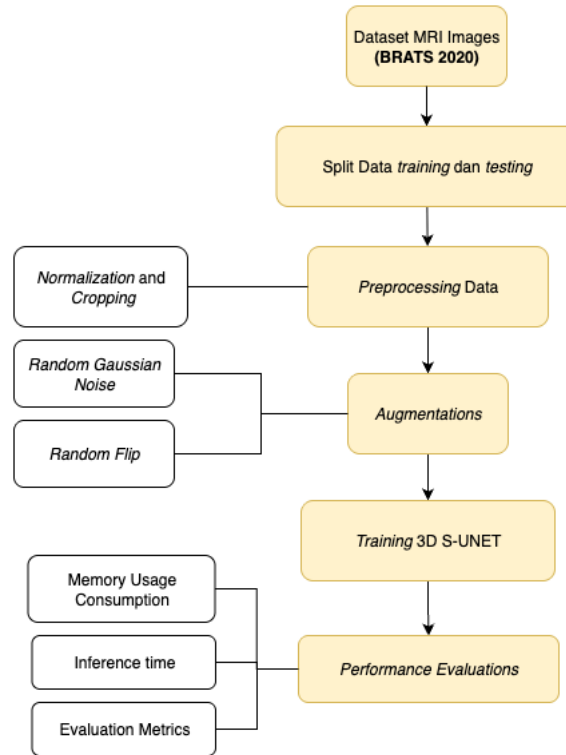 Dataset MRI Images
(BRATS 2020)
Split Data training dan testing
Normalization and
Cropping
Preprocessing Data
Random Gaussian
Noise
Random Flip
Augmentations
Training 3D S-UNET
Memory Usage
Consumption
Inference time
Evaluation Metrics
Performance Evaluations